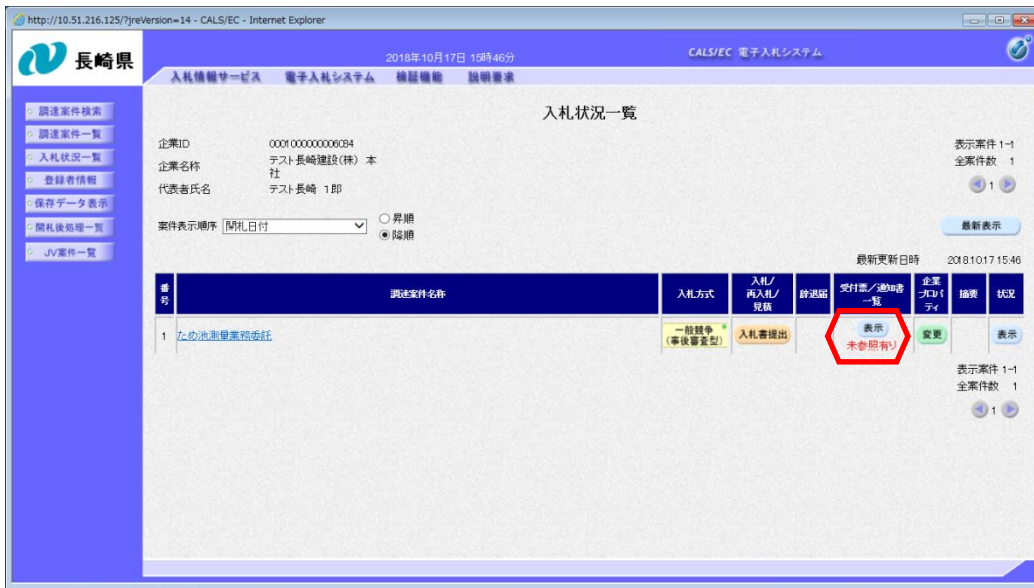 http://10.51.216.125/?jreVersion=14 - CALS/EC - Internet Explorer
長崎県
2018年10月17日 15時46分
CALS/EC 電子入札システム
入札情報サービス 電子入札システム 検証機能 説明要求
調達案件検索
調達案件一覧
入札状況一覧
登録者情報
保存データ表示
開札後処理一覧
JV案件一覧
入札状況一覧
企業ID 0001000000006084
企業名称 テスト長崎建設(株) 本
社
代表者氏名 テスト長崎 1郎
表示案件 1-1
全案件数 1
1
案件表示順序 開札日付
昇順
降順
最新表示
最新更新日時 2018.10.17 15:46
番
号
調達案件名称
入札方式
入札/
再入札/
見積
辞退届
受付票/通知書
一覧
企業
プロパ
ティ
摘要
状況
1 ため池測量業務委託
一般競争
(事後審査型)
入札書提出
表示
未参照有り
変更
表示
表示案件 1-1
全案件数 1
1